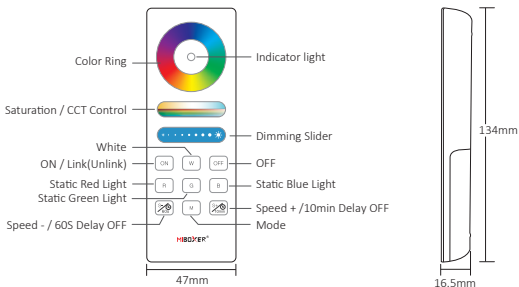 Color Ring
Indicator light
Saturation / CCT Control
Dimming Slider
White
ON / Link(Unlink)
OFF
ON
W
OFF
Static Red Light
Static Blue Light
R
G
B
Static Green Light
Speed + /10min Delay OFF
M
Speed - / 60S Delay OFF
Mode
MIBOXER®
47mm
134mm
16.5mm